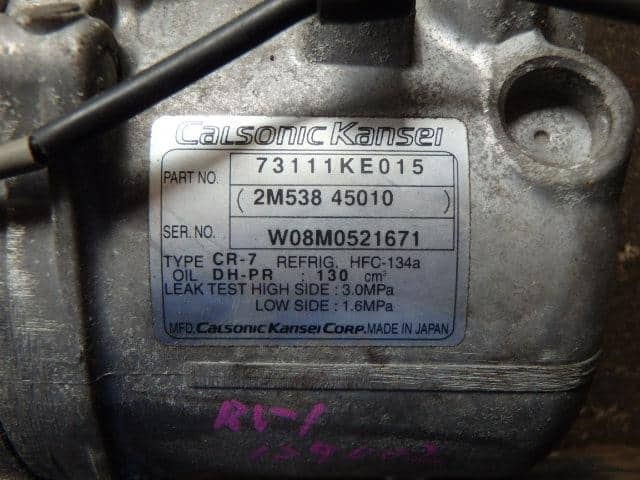 Calsonic Kansei
PART NO. 73111KE015
(2M538 45010)
SER. NO. W08M0521671
TYPE CR-7 REFRIG. HFC-134a
OIL DH-PR : 130 cm³
LEAK TEST HIGH SIDE : 3.0MPa
LOW SIDE : 1.6MPa
MFD. Calsonic Kansei Corp. MADE IN JAPAN
RV-1